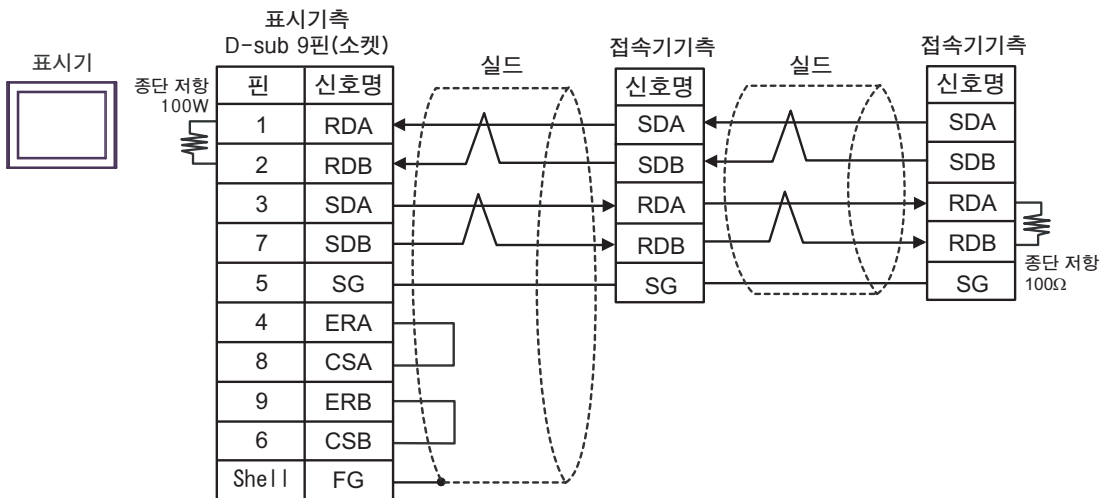 표시기
종단 저항
100W
표시기측
D-sub 9핀(소켓)
핀 신호명
1 RDA
2 RDB
3 SDA
7 SDB
5 SG
4 ERA
8 CSA
9 ERB
6 CSB
Shell FG
실드
접속기기측
신호명
SDA
SDB
RDA
RDB
SG
실드
접속기기측
신호명
SDA
SDB
RDA
RDB
SG
종단 저항
100Ω